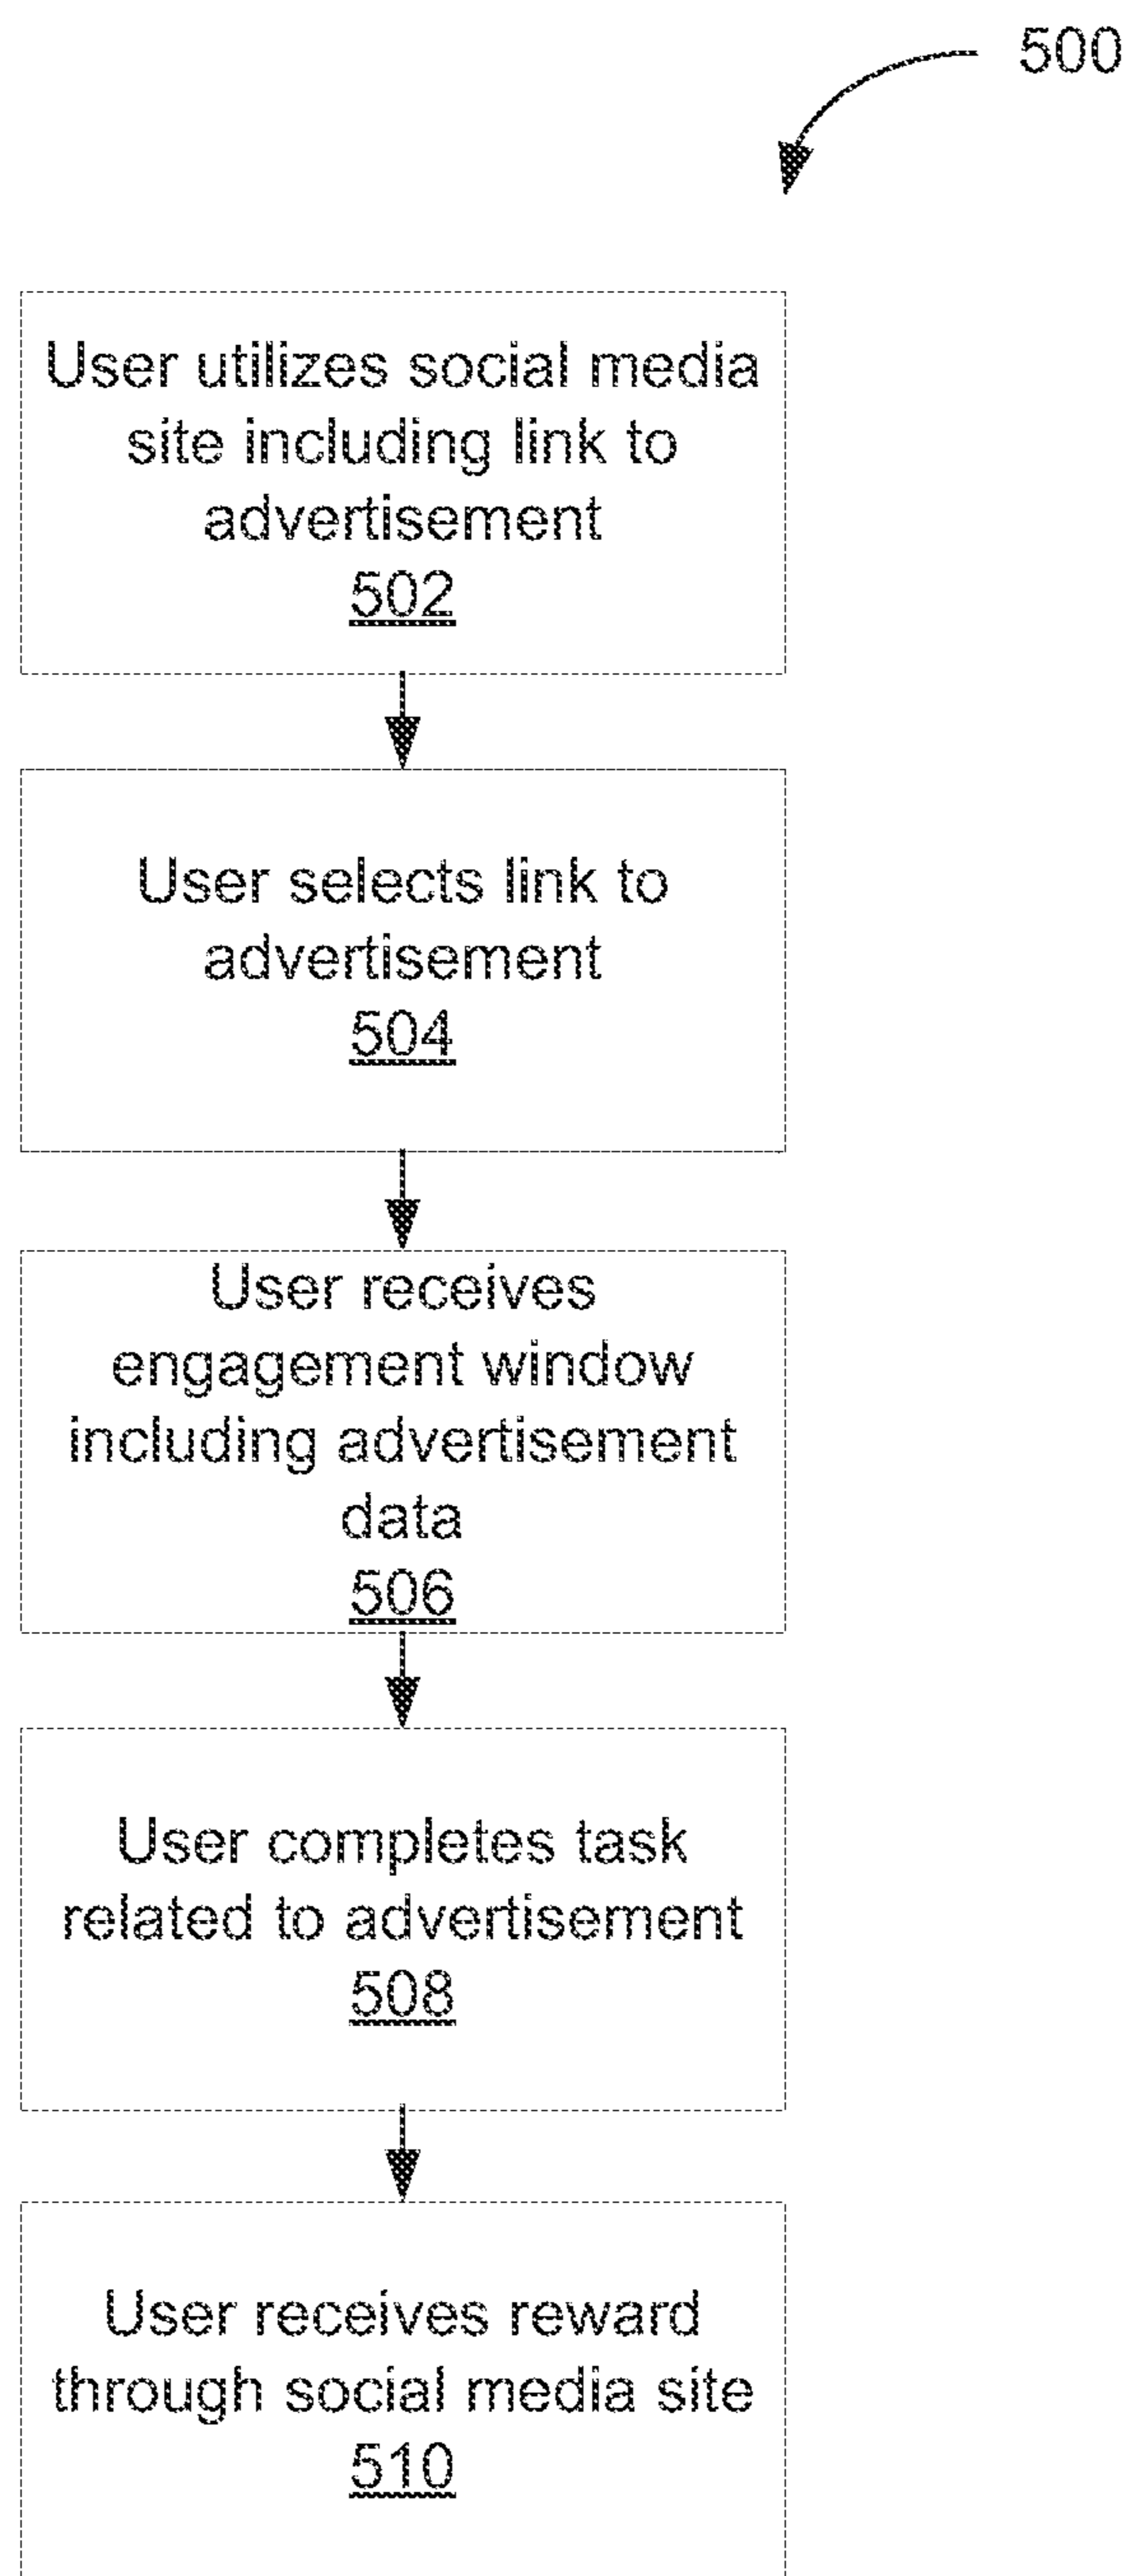 500
User utilizes social media
site including link to
advertisement
502
User selects link to
advertisement
504
User receives
engagement window
including advertisement
data
506
User completes task
related to advertisement
508
User receives reward
through social media site
510